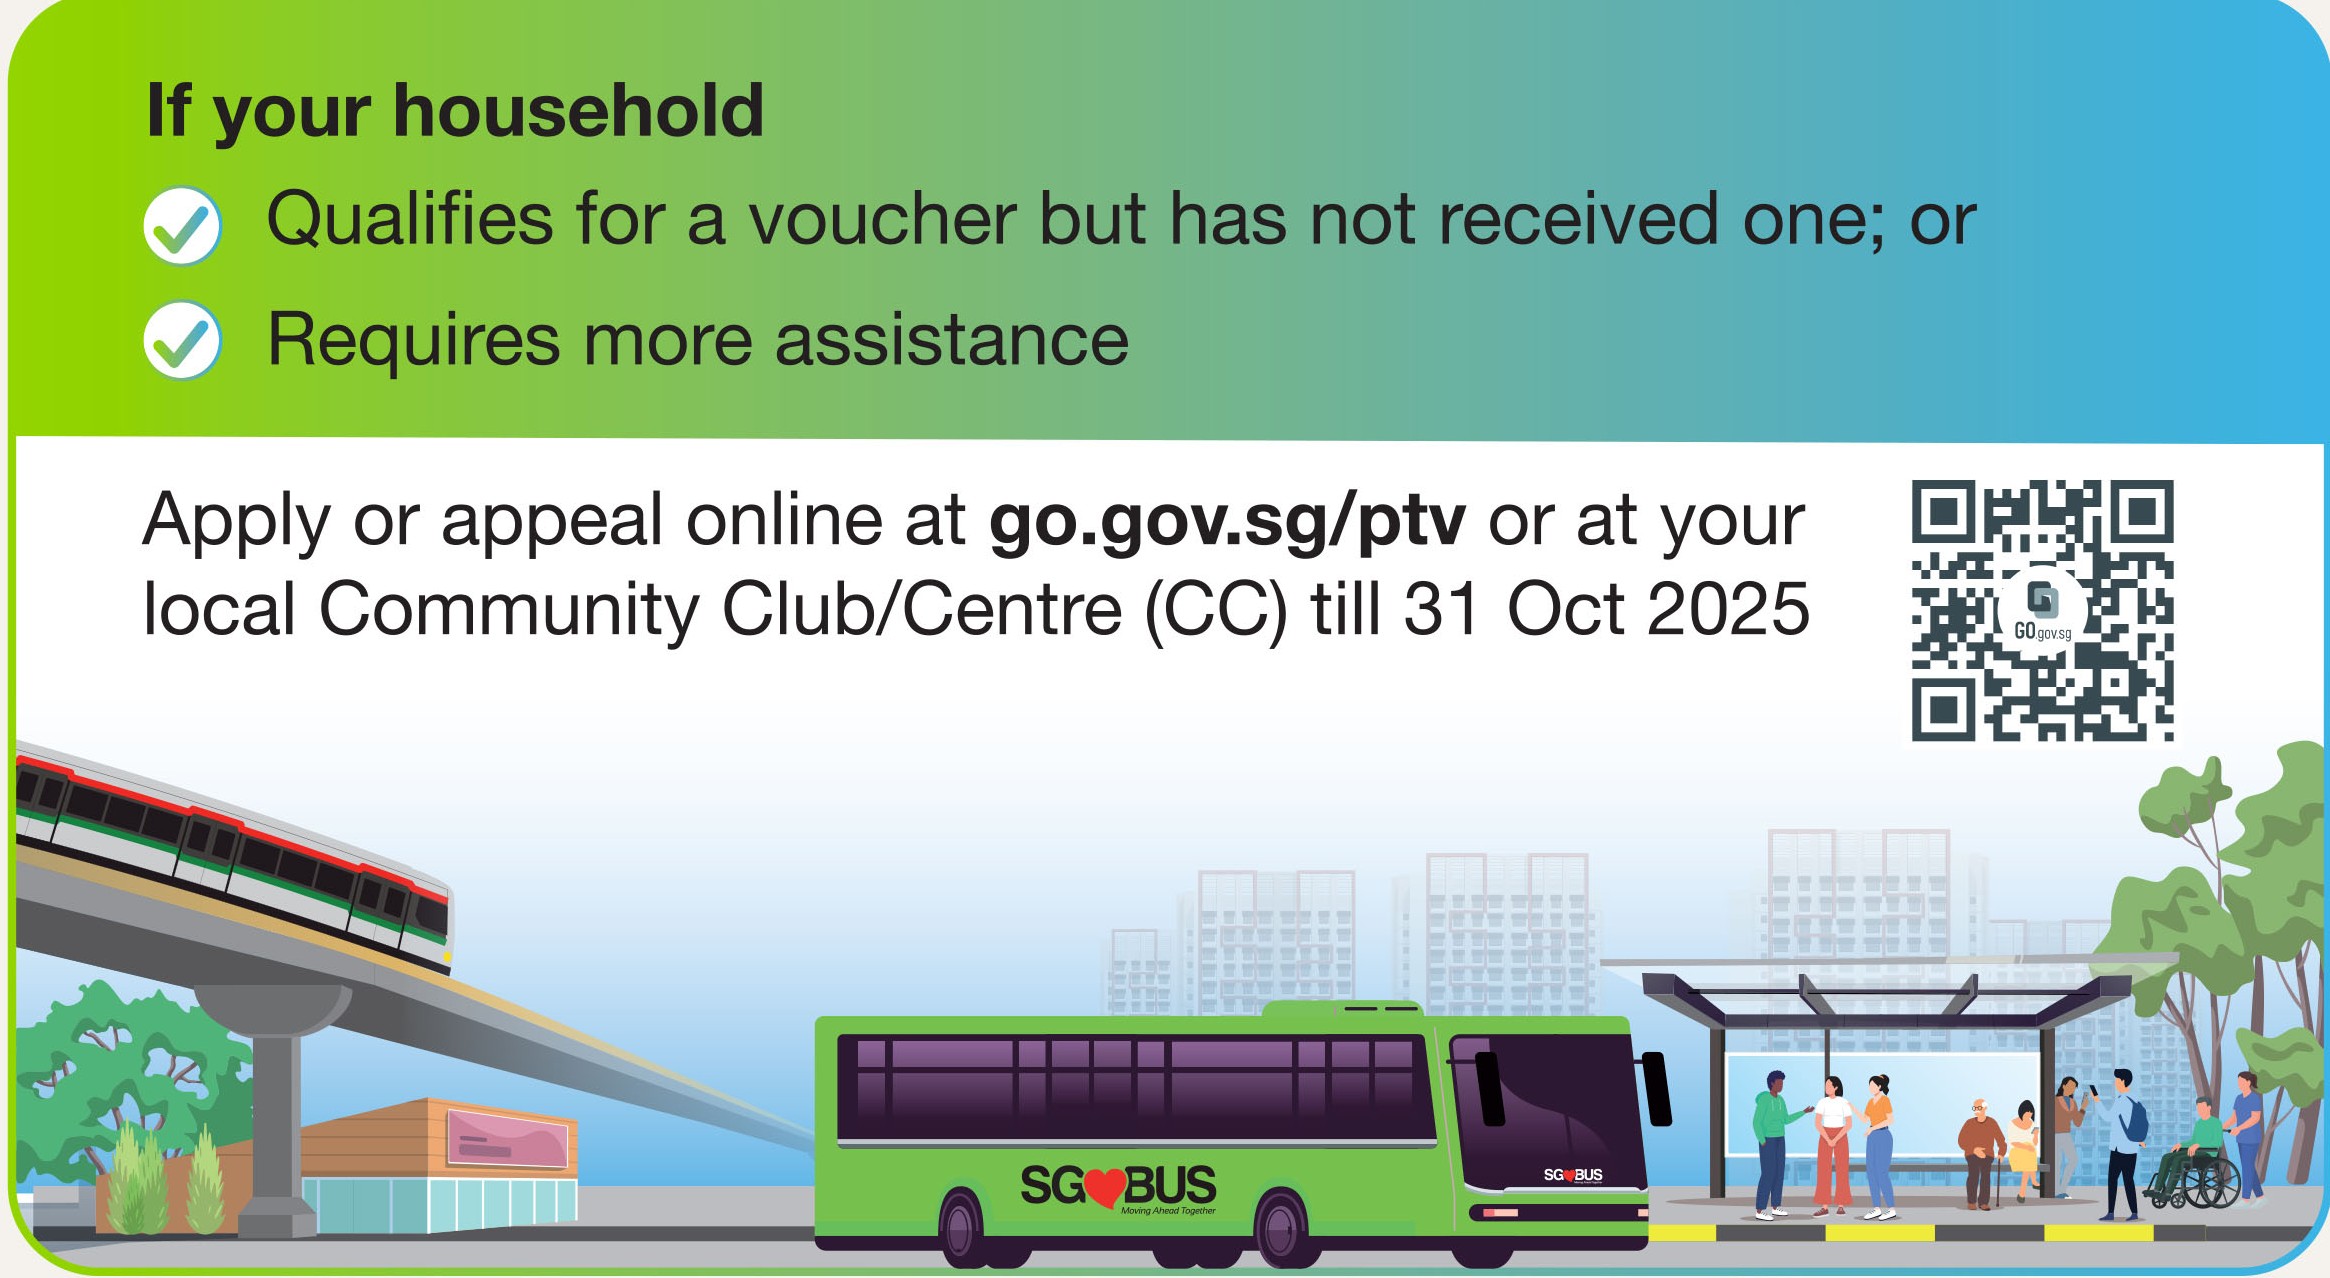 If your household
Qualifies for a voucher but has not received one; or
Requires more assistance
Apply or appeal online at go.gov.sg/ptv or at your
local Community Club/Centre (CC) till 31 Oct 2025
GO.gov.sg
SG BUS
Moving Ahead Together
SG BUS